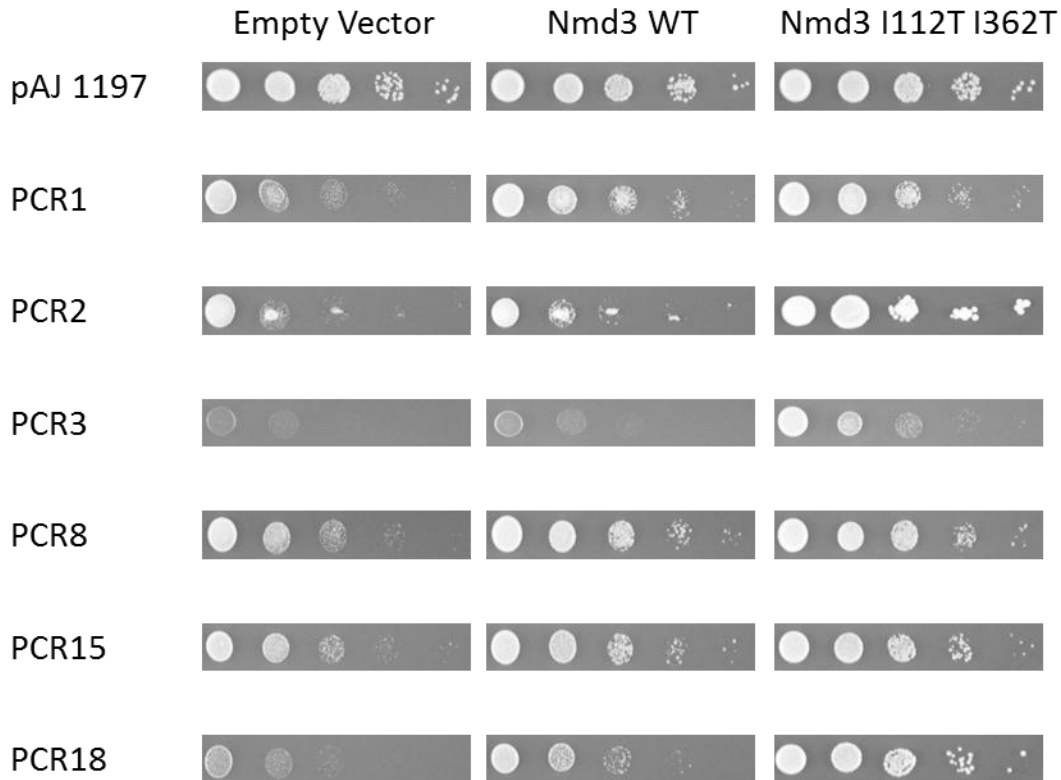 Empty Vector Nmd3 WT Nmd3 I112T I362T
pAJ 1197
PCR1
PCR2
PCR3
PCR8
PCR15
PCR18